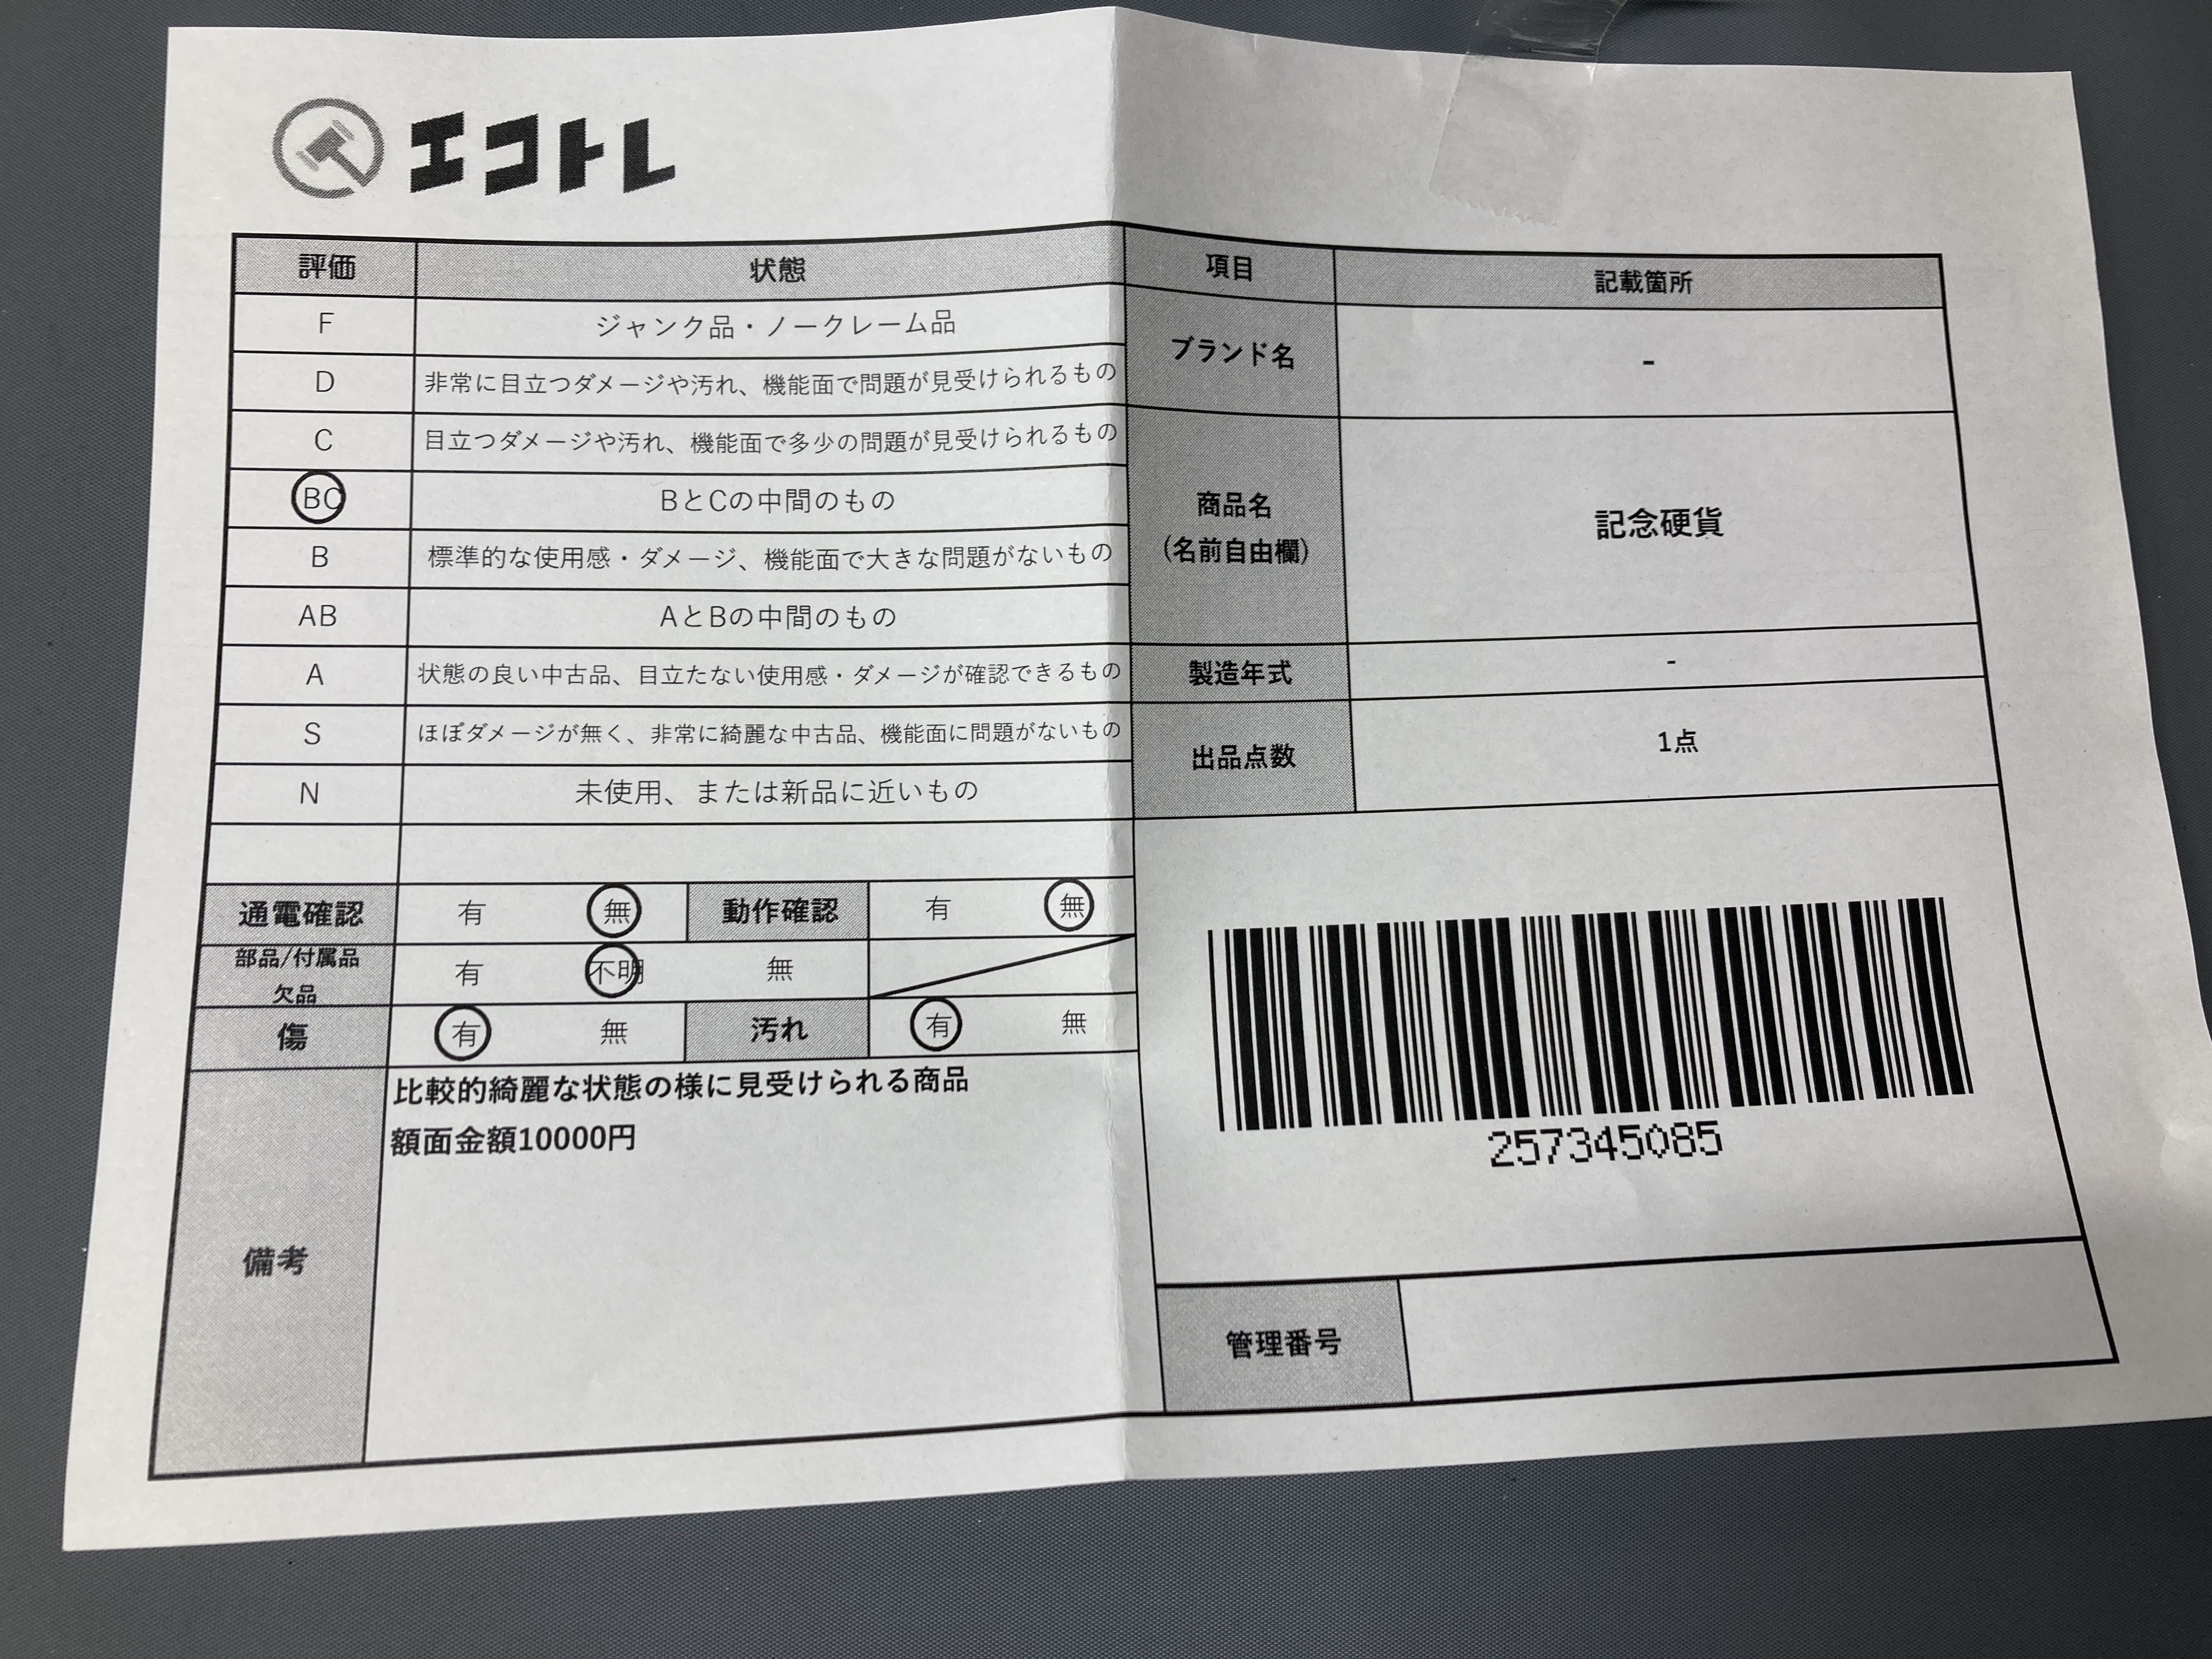 エコトレ
評価 状態
F ジャンク品・ノークレーム品
D 非常に目立つダメージや汚れ、機能面で問題が見受けられるもの
C 目立つダメージや汚れ、機能面で多少の問題が見受けられるもの
BC BとCの中間のもの
B 標準的な使用感・ダメージ、機能面で大きな問題がないもの
AB AとBの中間のもの
A 状態の良い中古品、目立たない使用感・ダメージが確認できるもの
S ほぼダメージが無く、非常に綺麗な中古品、機能面に問題がないもの
N 未使用、または新品に近いもの
通電確認 有 無 動作確認 有 無
部品/付属品
欠品 有 不明 無
傷 有 無 汚れ 有 無
備考
比較的綺麗な状態の様に見受けられる商品
額面金額10000円
項目 記載箇所
ブランド名 -
商品名
(名前自由欄)
記念硬貨
製造年式 -
出品点数 1点
257345085
管理番号